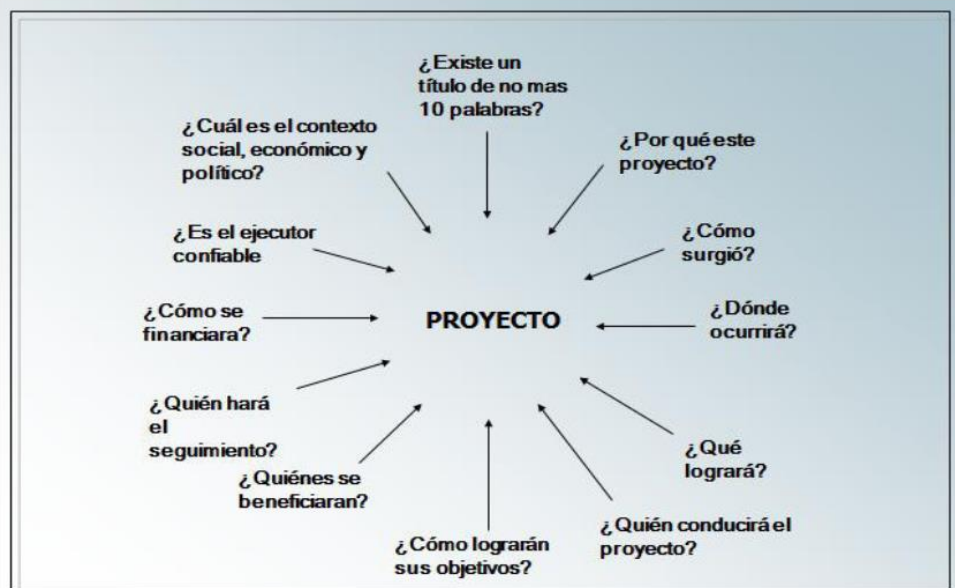 ¿Existe un
título de no mas
10 palabras?
¿Por qué este
proyecto?
¿Cómo
surgió?
¿Dónde
ocurrirá?
¿Qué
logrará?
¿Quién conducirá el
proyecto?
¿Cómo lograrán
sus objetivos?
¿Quiénes se
beneficiaran?
¿Quién hará
el
seguimiento?
¿Cómo se
financiara?
¿Es el ejecutor
confiable
¿Cuál es el contexto
social, económico y
político?
PROYECTO